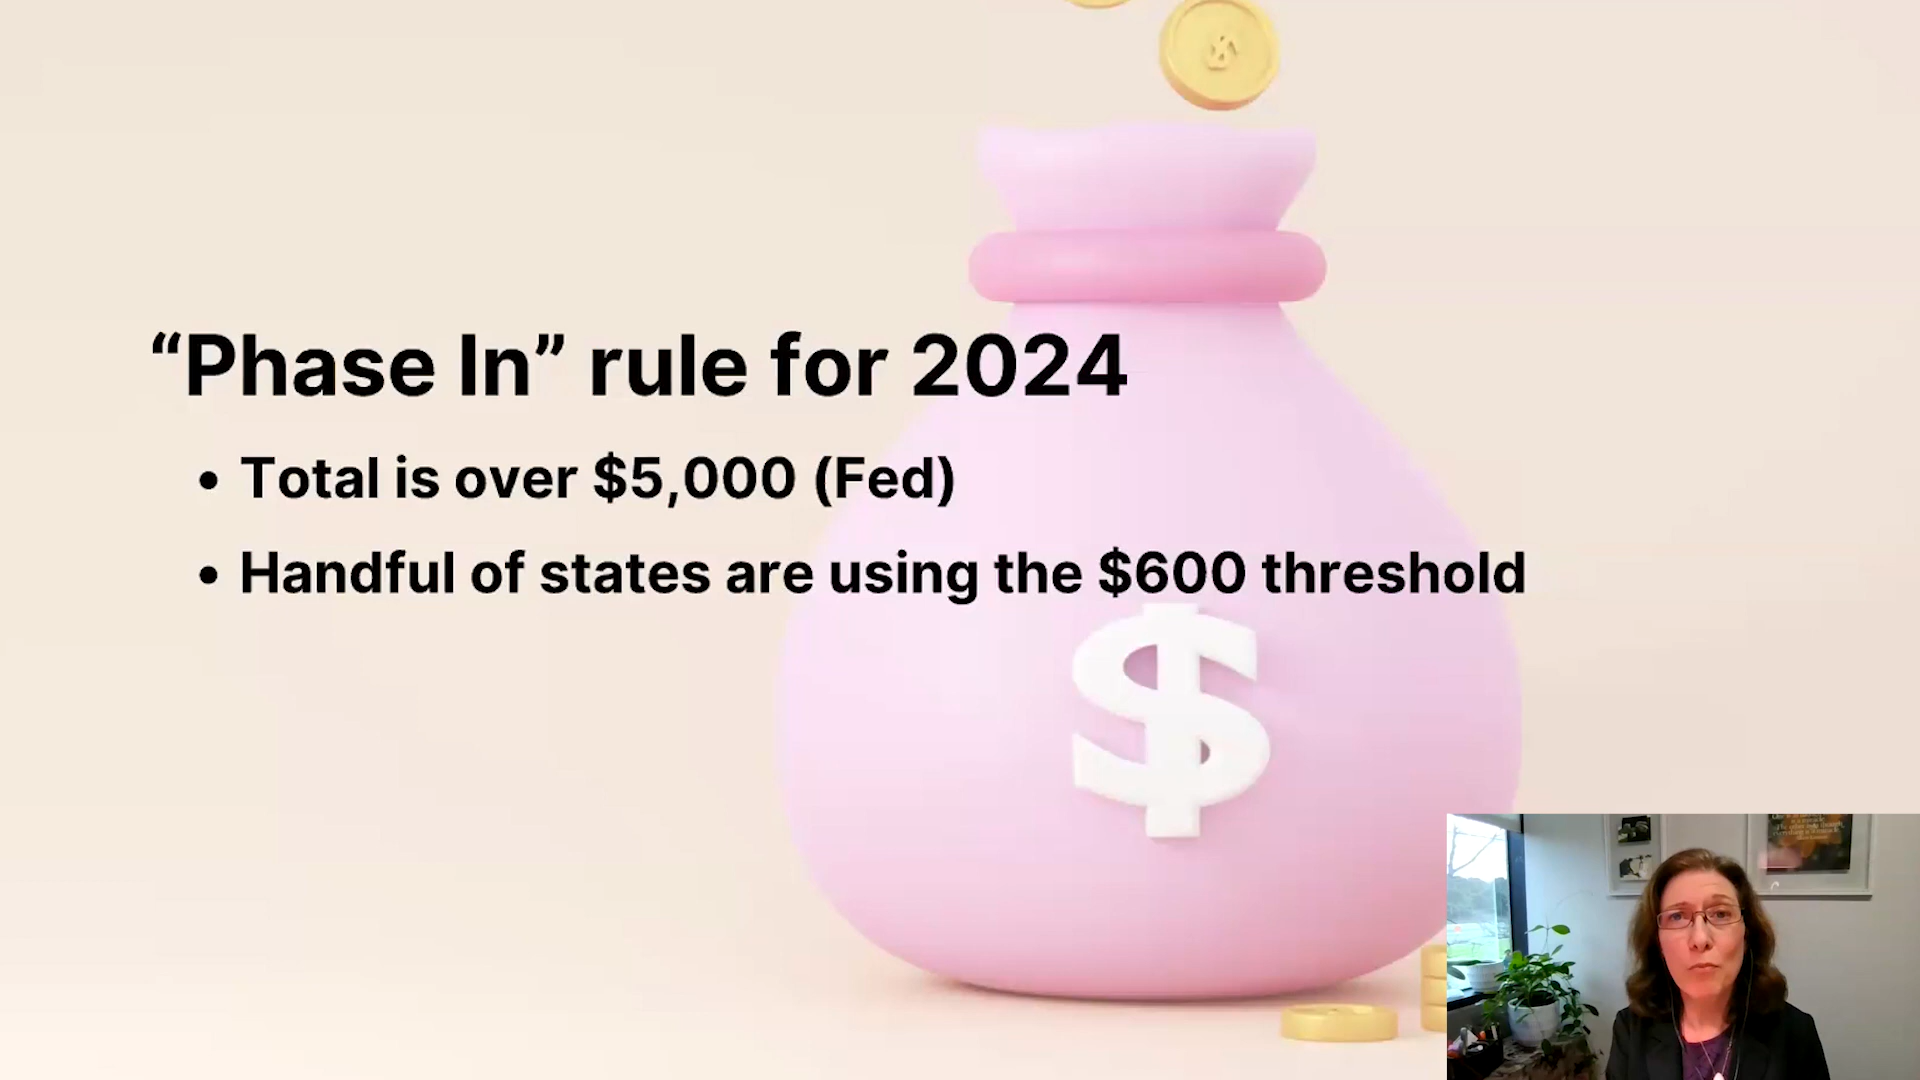 “Phase In” rule for 2024
• Total is over $5,000 (Fed)
• Handful of states are using the $600 threshold
$